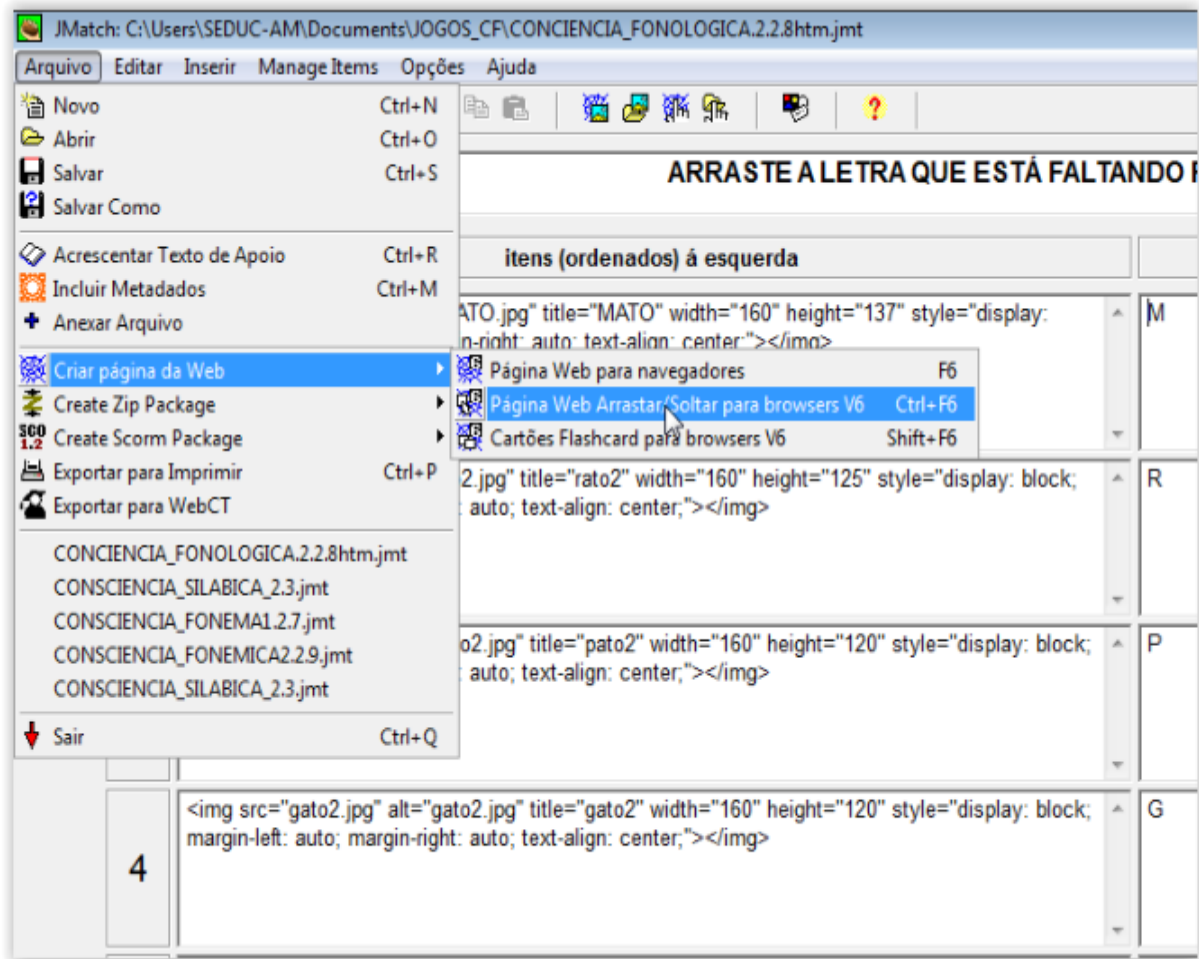 JMatch: C:\Users\SEDUC-AM\Documents\JOGOS_CF\CONCIENCIA_FONOLOGICA.2.2.8htm.jmt
Arquivo Editar Inserir Manage Items Opções Ajuda
Novo Ctrl+N
Abrir Ctrl+O
Salvar Ctrl+S
Salvar Como
Acrescentar Texto de Apoio Ctrl+R
Incluir Metadados Ctrl+M
Anexar Arquivo
Criar página da Web
Create Zip Package
Create Scorm Package
Exportar para Imprimir Ctrl+P
Exportar para WebCT
CONCIENCIA_FONOLOGICA.2.2.8htm.jmt
CONSCIENCIA_SILABICA_2.3.jmt
CONSCIENCIA_FONEMA1.2.7.jmt
CONSCIENCIA_FONEMICA2.2.9.jmt
CONSCIENCIA_SILABICA_2.3.jmt
Sair Ctrl+Q
Página Web para navegadores F6
Página Web Arrastar/Soltar para browsers V6 Ctrl+F6
Cartões Flashcard para browsers V6 Shift+F6
ARRASTE A LETRA QUE ESTÁ FALTANDO
itens (ordenados) á esquerda
ATO.jpg" title="MATO" width="160" height="137" style="display: M
n-right: auto; text-align: center;"></img>
2.jpg" title="rato2" width="160" height="125" style="display: block; R
: auto; text-align: center;"></img>
o2.jpg" title="pato2" width="160" height="120" style="display: block; P
: auto; text-align: center;"></img>
4
<img src="gato2.jpg" alt="gato2.jpg" title="gato2" width="160" height="120" style="display: block; G
margin-left: auto; margin-right: auto; text-align: center;"></img>